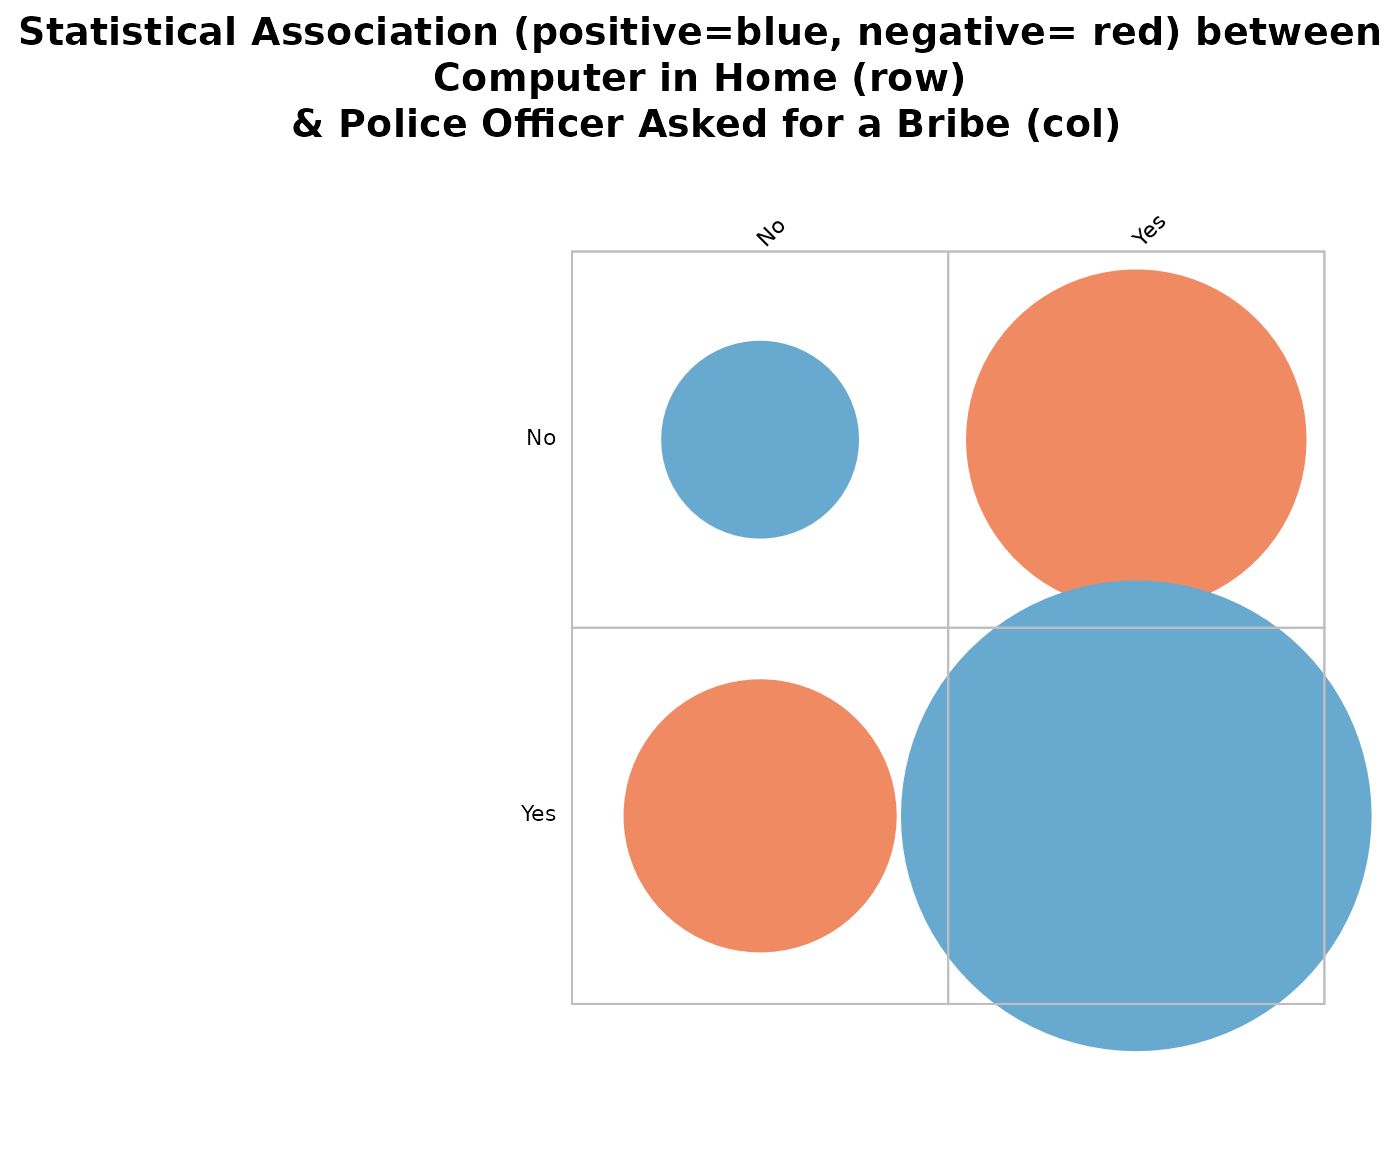 Statistical Association (positive=blue, negative= red) between
Computer in Home (row)
& Police Officer Asked for a Bribe (col)
No
Yes
No
Yes